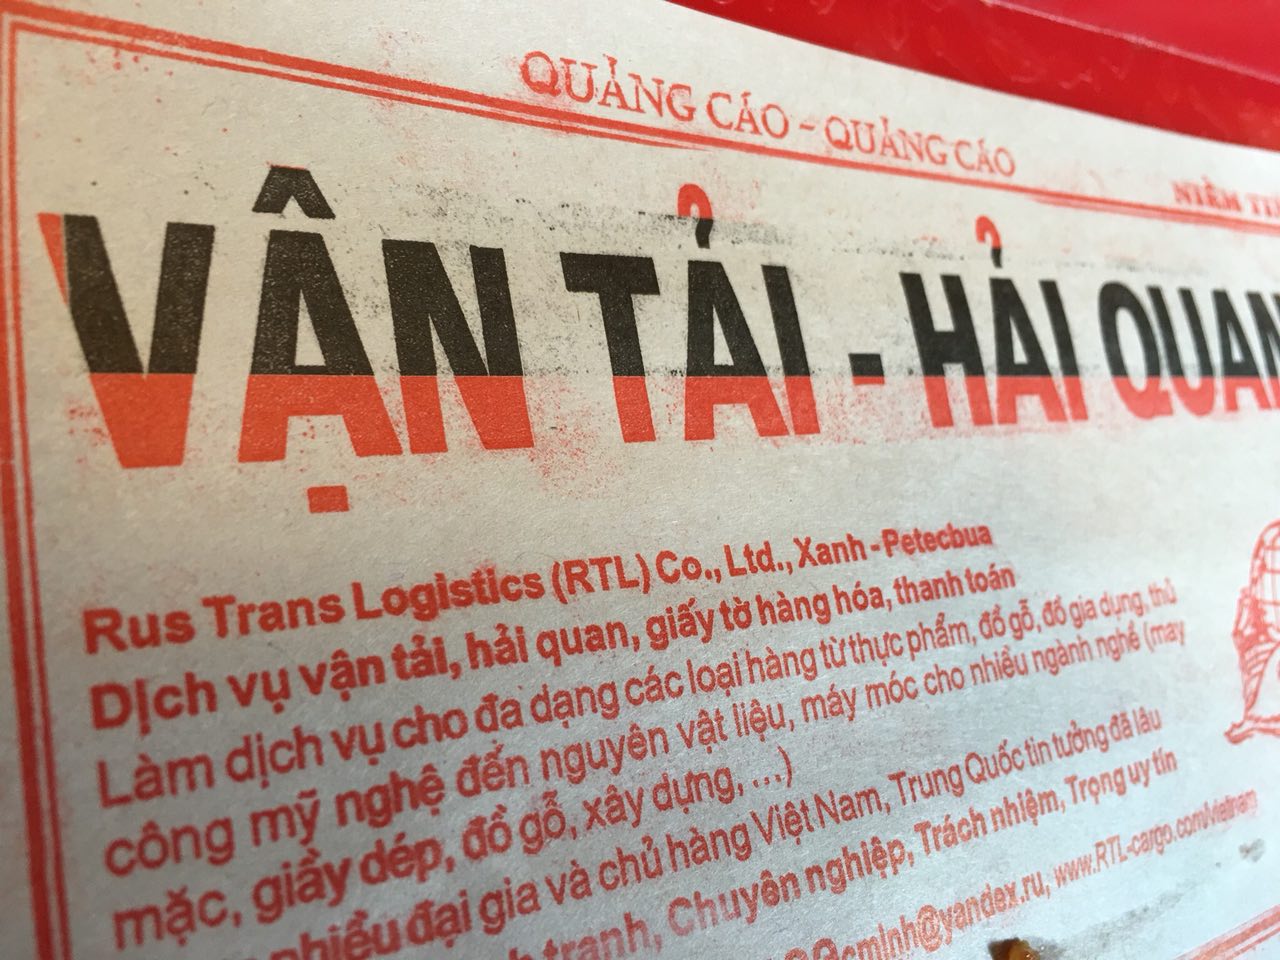 QUẢNG CÁO - QUẢNG CÁO
NIỀM
VẬN TẢI - HẢI QUAN
Rus Trans Logistics (RTL) Co., Ltd., Xanh - Petecbua
Dịch vụ vận tải, hải quan, giấy tờ hàng hóa, thanh toán
Làm dịch vụ cho đa dạng các loại hàng từ thực phẩm, đồ gỗ, đồ gia dụng, thủ
công mỹ nghệ đến nguyên vật liệu, máy móc cho nhiều ngành nghề (may
mặc, giầy dép, đồ gỗ, xây dựng, ...)
nhiều đại gia và chủ hàng Việt Nam, Trung Quốc tin tưởng đã lâu
tranh, Chuyên nghiệp, Trách nhiệm, Trọng uy tín
cminh@yandex.ru, www.RTL-cargo.com/vietnam